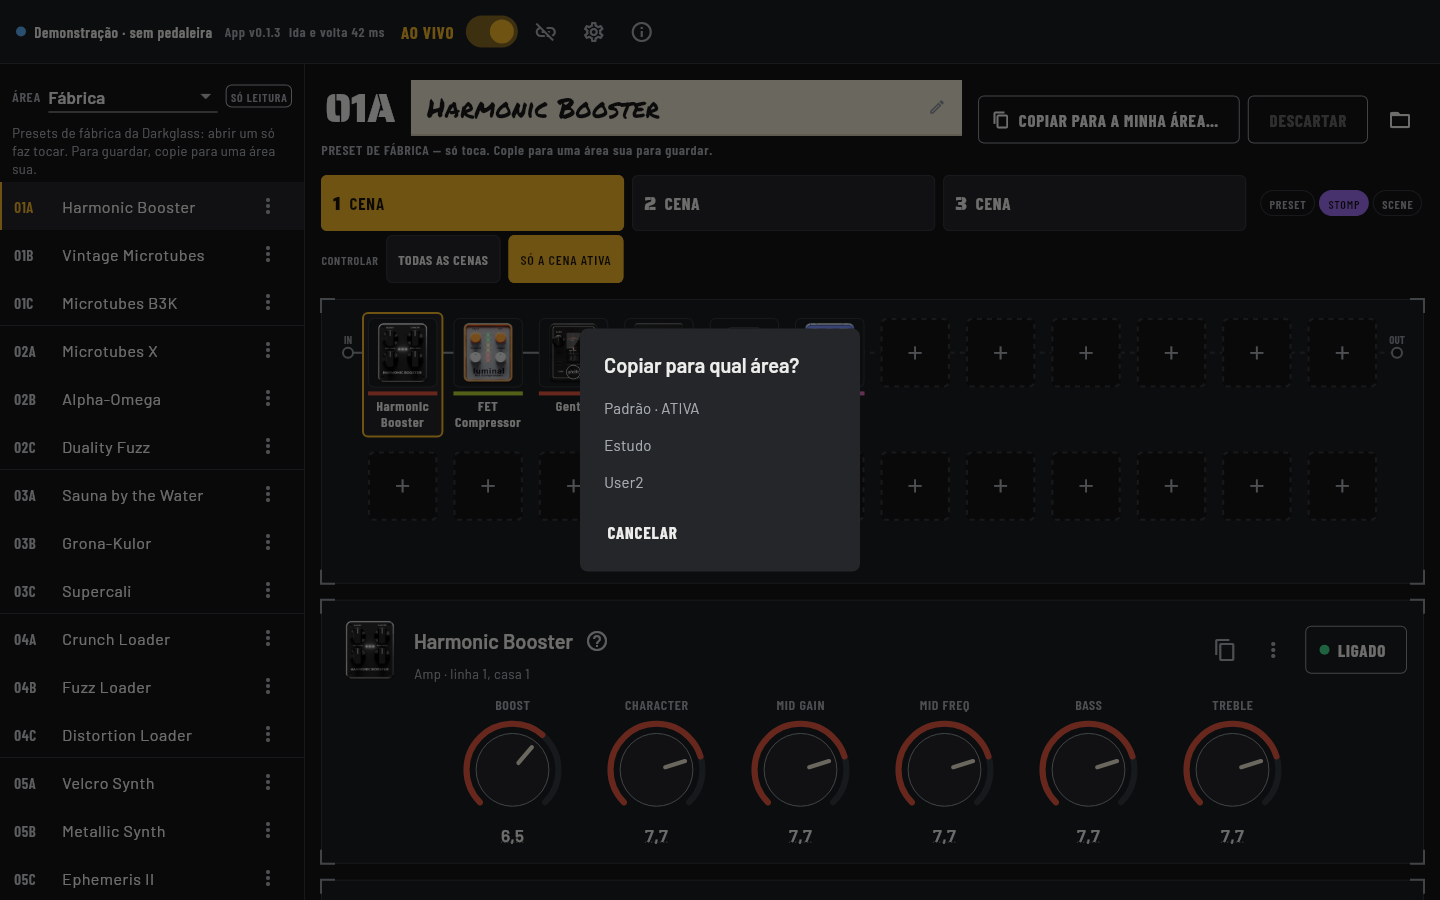 Demonstração · sem pedaleira App v0.1.3 Ida e volta 42 ms AO VIVO
ÁREA Fábrica SÓ LEITURA
Presets de fábrica da Darkglass: abrir um só
faz tocar. Para guardar, copie para uma área
sua.
01A Harmonic Booster
01B Vintage Microtubes
01C Microtubes B3K
02A Microtubes X
02B Alpha-Omega
02C Duality Fuzz
03A Sauna by the Water
03B Grona-Kulor
03C Supercali
04A Crunch Loader
04B Fuzz Loader
04C Distortion Loader
05A Velcro Synth
05B Metallic Synth
05C Ephemeris II
01A Harmonic Booster COPIAR PARA A MINHA ÁREA... DESCARTAR
PRESET DE FÁBRICA — só toca. Copie para uma área sua para guardar.
1 CENA 2 CENA 3 CENA PRESET STOMP SCENE
CONTROLAR TODAS AS CENAS SÓ A CENA ATIVA
IN OUT
Harmonic
Booster
FET
Compressor
Copiar para qual área?
Padrão · ATIVA
Estudo
User2
CANCELAR
Harmonic Booster
Amp · linha 1, casa 1
LIGADO
BOOST CHARACTER MID GAIN MID FREQ BASS TREBLE
6,5 7,7 7,7 7,7 7,7 7,7